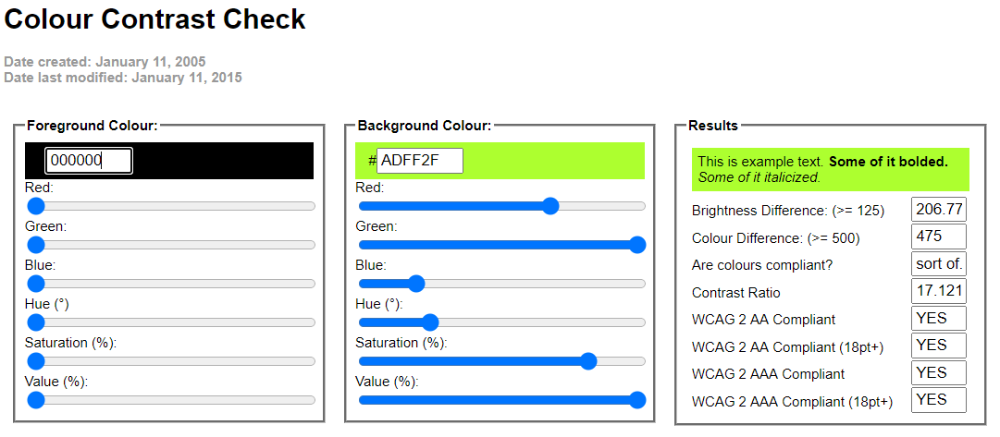 Colour Contrast Check
Date created: January 11, 2005
Date last modified: January 11, 2015
Foreground Colour:
000000
Red:
Green:
Blue:
Hue (°)
Saturation (%):
Value (%):
Background Colour:
#ADFF2F
Red:
Green:
Blue:
Hue (°):
Saturation (%):
Value (%):
Results
This is example text. Some of it bolded.
Some of it italicized.
Brightness Difference: (>= 125) 206.77
Colour Difference: (>= 500) 475
Are colours compliant? sort of.
Contrast Ratio 17.121
WCAG 2 AA Compliant YES
WCAG 2 AA Compliant (18pt+) YES
WCAG 2 AAA Compliant YES
WCAG 2 AAA Compliant (18pt+) YES